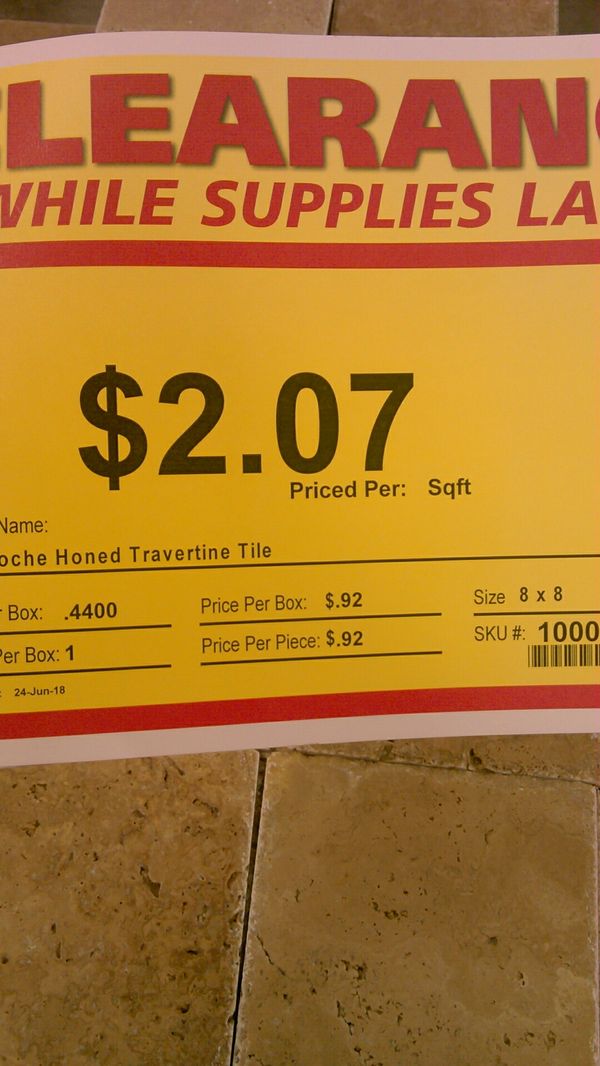 CLEARAN
WHILE SUPPLIES LA
$2.07
Priced Per: Sqft
Name:
oche Honed Travertine Tile
r Box: .4400
Price Per Box: $.92
Size 8 x 8
Per Box: 1
Price Per Piece: $.92
SKU #: 1000
: 24-Jun-18